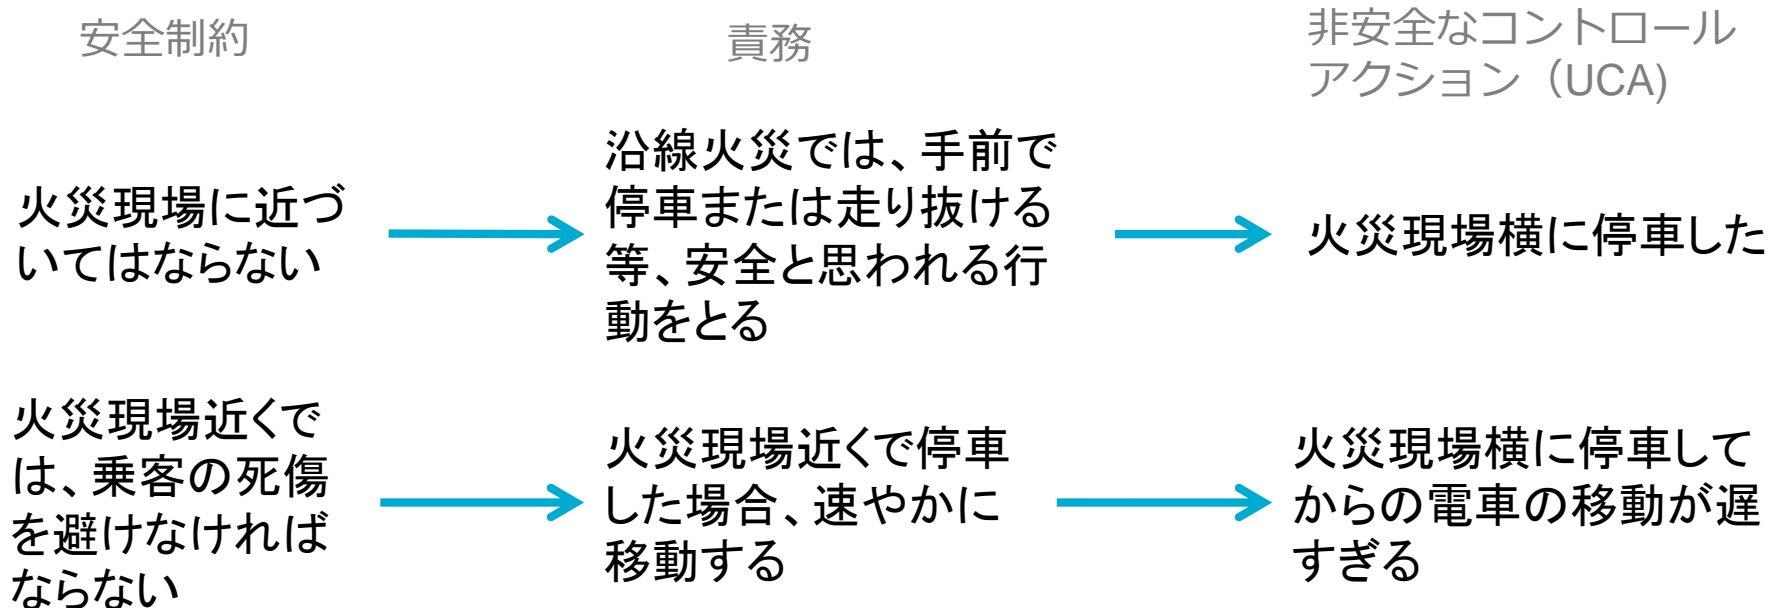 安全制約
責務
非安全なコントロール
アクション（UCA)
火災現場に近づ
いてはならない
沿線火災では、手前で
停車または走り抜ける
等、安全と思われる行
動をとる
火災現場横に停車した
火災現場近くで
は、乗客の死傷
を避けなければ
ならない
火災現場近くで停車
した場合、速やかに
移動する
火災現場横に停車して
からの電車の移動が遅
すぎる